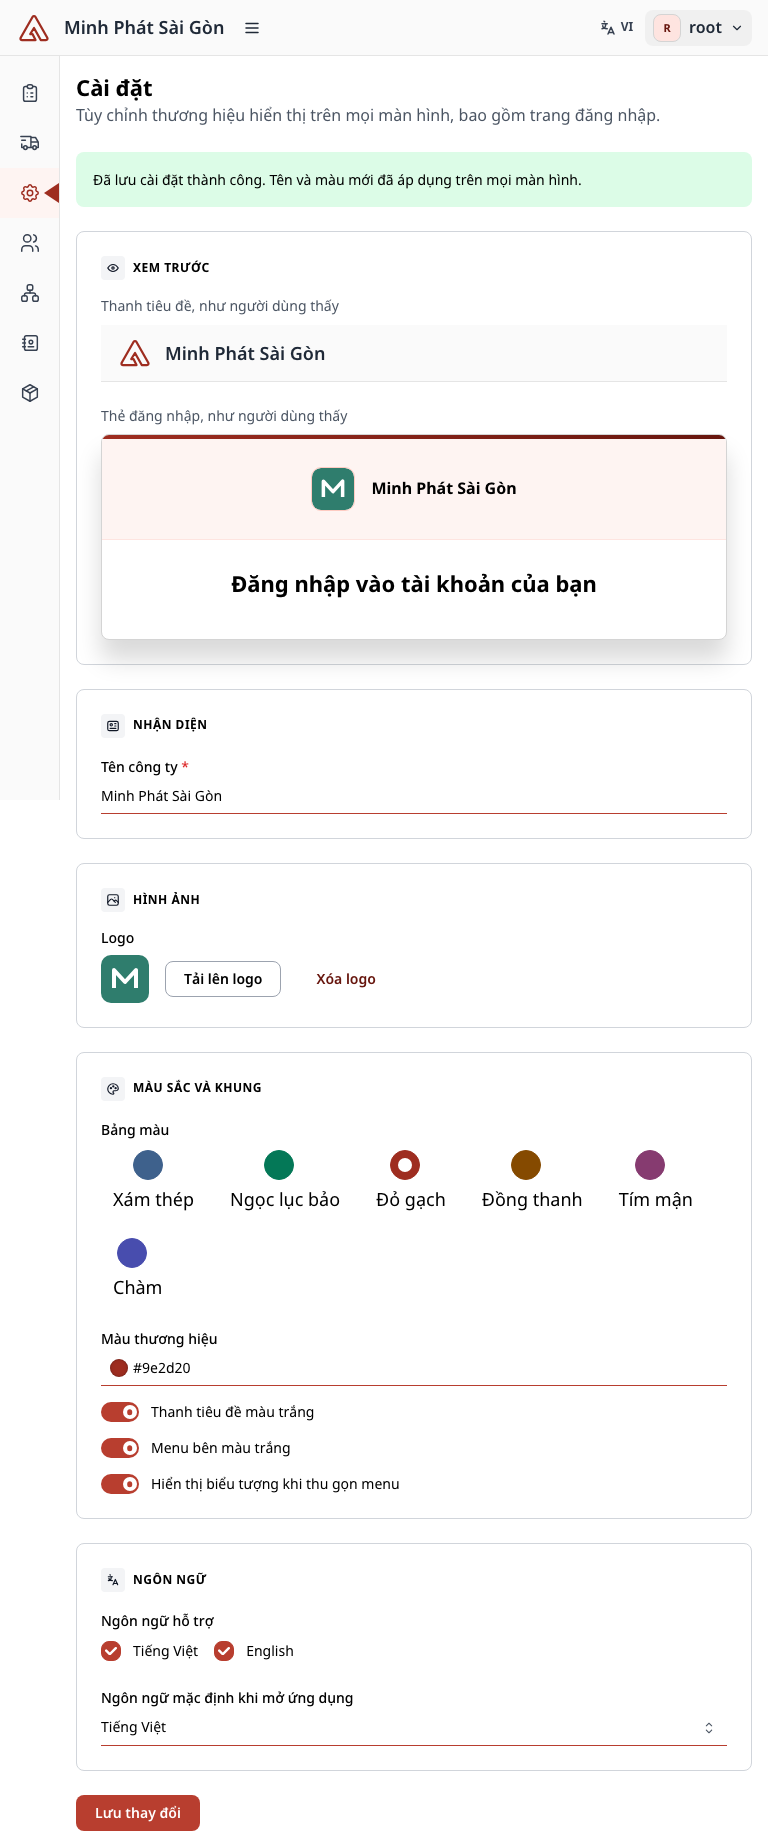 Minh Phát Sài Gòn
VI
R
root
Cài đặt
Tùy chỉnh thương hiệu hiển thị trên mọi màn hình, bao gồm trang đăng nhập.
Đã lưu cài đặt thành công. Tên và màu mới đã áp dụng trên mọi màn hình.
XEM TRƯỚC
Thanh tiêu đề, như người dùng thấy
Minh Phát Sài Gòn
Thẻ đăng nhập, như người dùng thấy
Minh Phát Sài Gòn
Đăng nhập vào tài khoản của bạn
NHẬN DIỆN
Tên công ty *
Minh Phát Sài Gòn
HÌNH ẢNH
Logo
Tải lên logo
Xóa logo
MÀU SẮC VÀ KHUNG
Bảng màu
Xám thép
Ngọc lục bảo
Đỏ gạch
Đồng thanh
Tím mận
Chàm
Màu thương hiệu
#9e2d20
Thanh tiêu đề màu trắng
Menu bên màu trắng
Hiển thị biểu tượng khi thu gọn menu
NGÔN NGỮ
Ngôn ngữ hỗ trợ
Tiếng Việt
English
Ngôn ngữ mặc định khi mở ứng dụng
Tiếng Việt
Lưu thay đổi